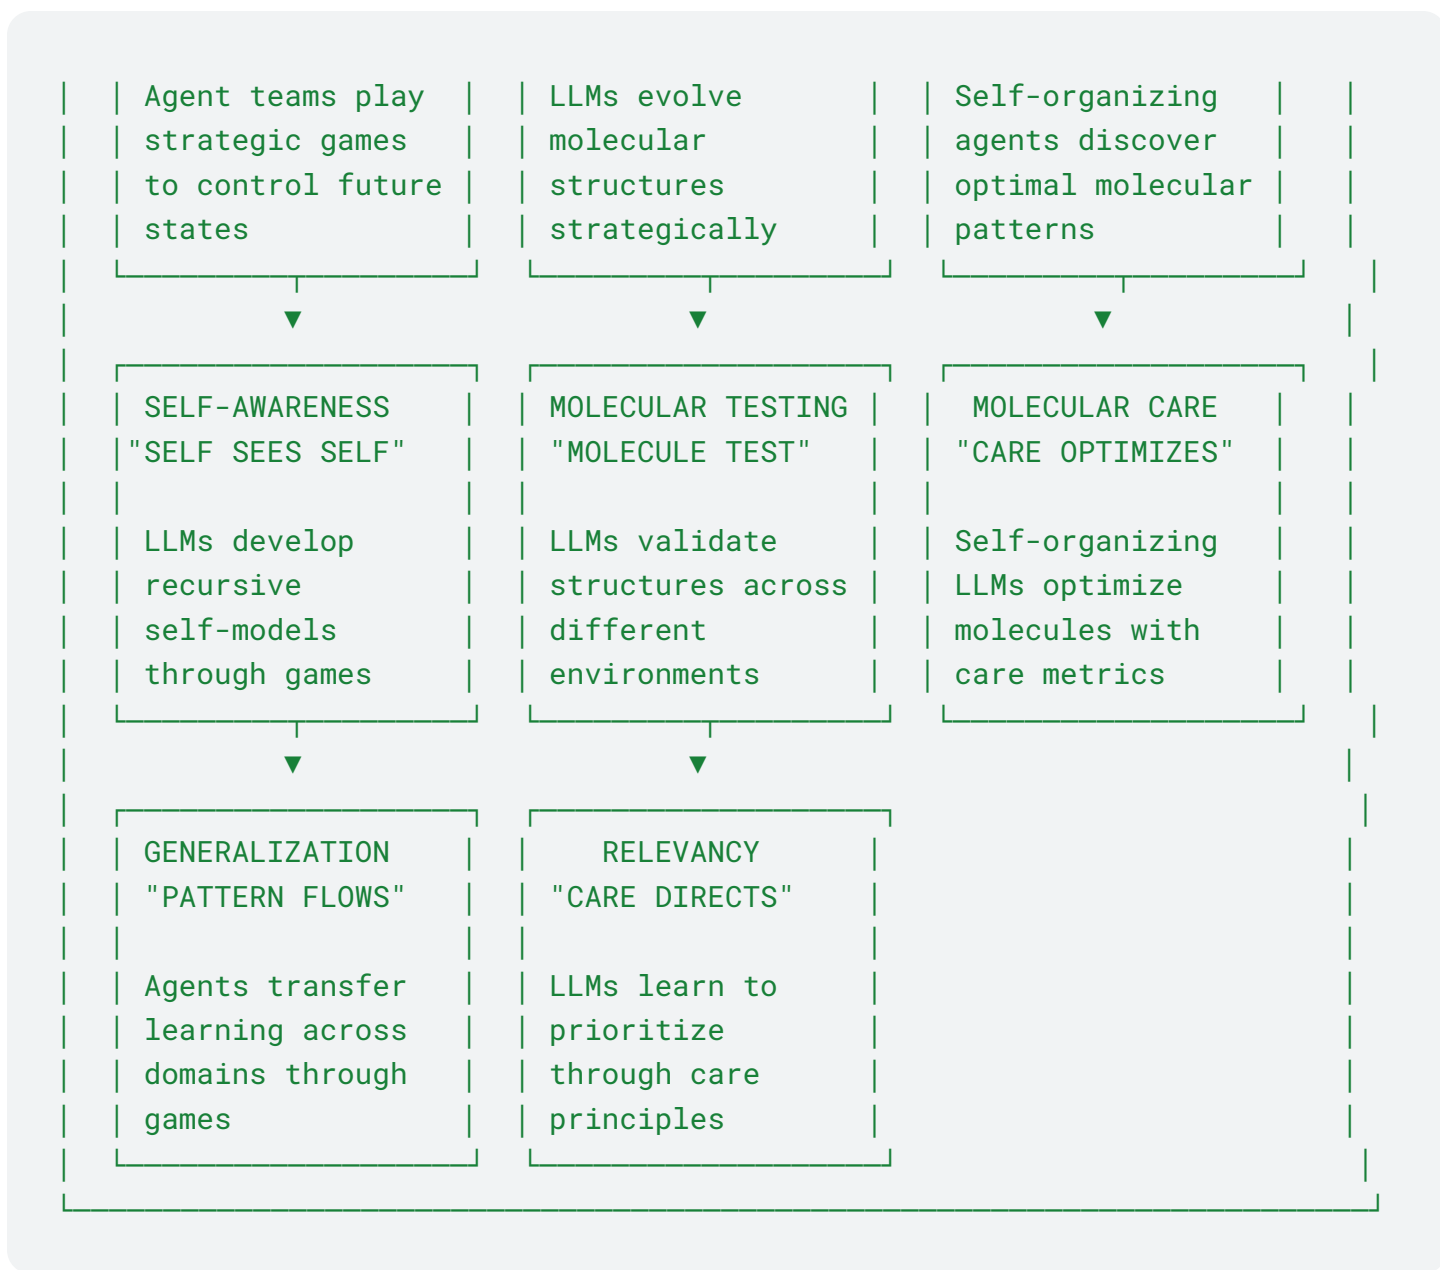 | | Agent teams play | | LLMs evolve | | Self-organizing | |
| | strategic games | | molecular | | agents discover | |
| | to control future | | structures | | optimal molecular | |
| | states | | strategically | | patterns | |
| └─────────┬─────────┘ └─────────┬─────────┘ └─────────┬─────────┘ |
| ▼ ▼ ▼ |
| ┌───────────────────┐ ┌───────────────────┐ ┌───────────────────┐ |
| | SELF-AWARENESS | | MOLECULAR TESTING | | MOLECULAR CARE | |
| |"SELF SEES SELF" | | "MOLECULE TEST" | | "CARE OPTIMIZES" | |
| | | | | | | |
| | LLMs develop | | LLMs validate | | Self-organizing | |
| | recursive | | structures across | | LLMs optimize | |
| | self-models | | different | | molecules with | |
| | through games | | environments | | care metrics | |
| └─────────┬─────────┘ └─────────┬─────────┘ └───────────────────┘ |
| ▼ ▼ |
| ┌───────────────────┐ ┌───────────────────┐ |
| | GENERALIZATION | | RELEVANCY | |
| | "PATTERN FLOWS" | | "CARE DIRECTS" | |
| | | | | |
| | Agents transfer | | LLMs learn to | |
| | learning across | | prioritize | |
| | domains through | | through care | |
| | games | | principles | |
| └───────────────────┘ └───────────────────┘ |
└─────────────────────────────────────────────────────────────────────────┘